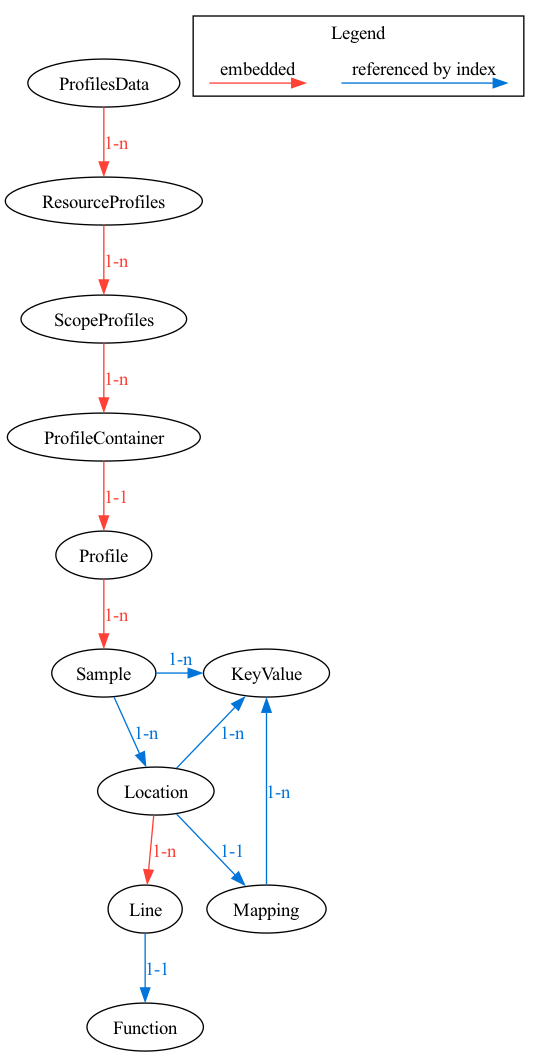 Legend
embedded referenced by index
ProfilesData
1-n
ResourceProfiles
1-n
ScopeProfiles
1-n
ProfileContainer
1-1
Profile
1-n
Sample 1-n KeyValue
1-n 1-n
Location
1-n 1-1 1-n
Line Mapping
1-1
Function